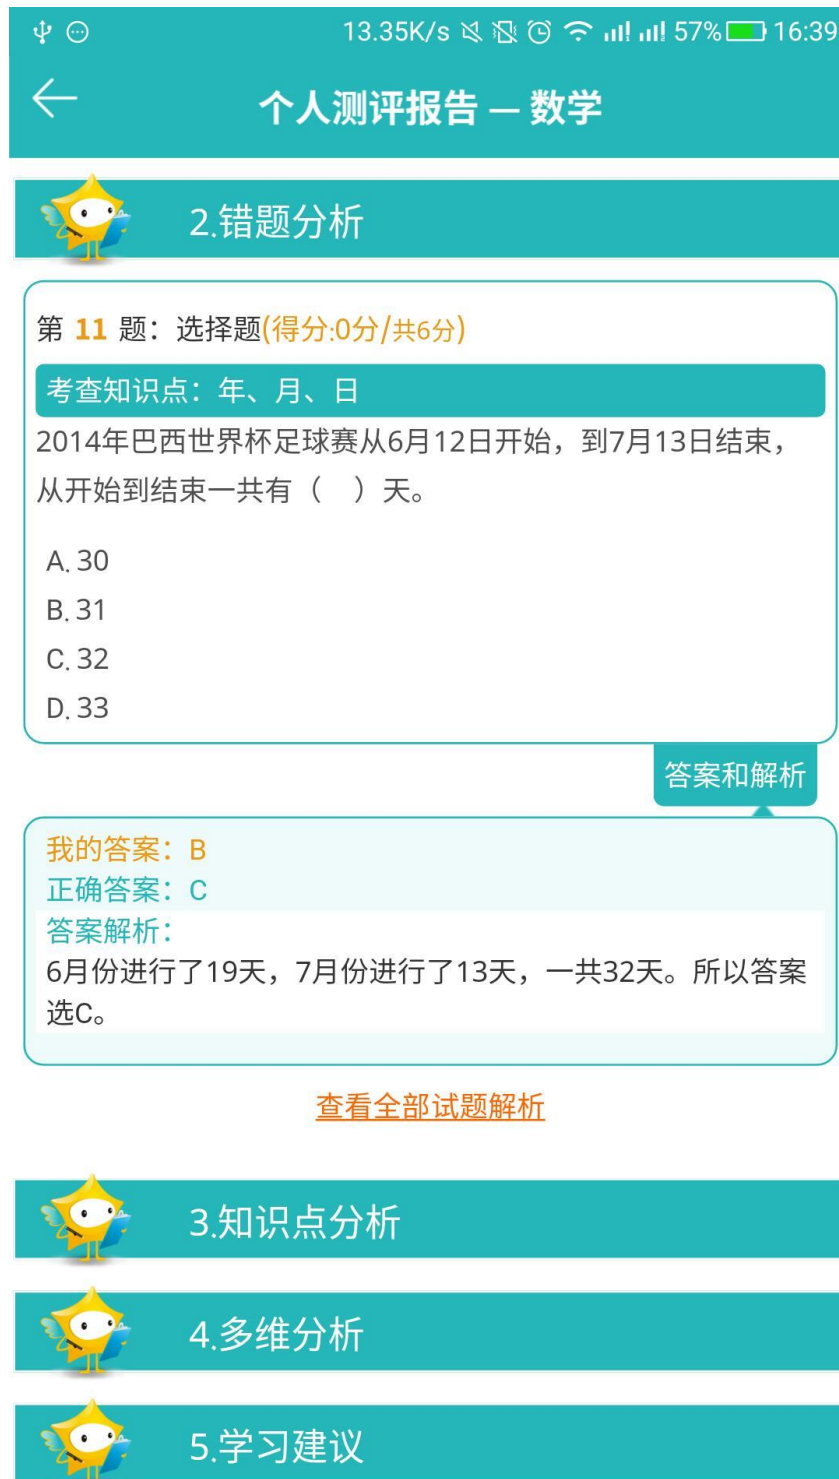 13.35K/s 57% 16:39
个人测评报告 — 数学
2.错题分析
第 11 题：选择题(得分:0分/共6分)
考查知识点：年、月、日
2014年巴西世界杯足球赛从6月12日开始，到7月13日结束，
从开始到结束一共有（ ）天。
A. 30
B. 31
C. 32
D. 33
答案和解析
我的答案：B
正确答案：C
答案解析：
6月份进行了19天，7月份进行了13天，一共32天。所以答案
选C。
查看全部试题解析
3.知识点分析
4.多维分析
5.学习建议